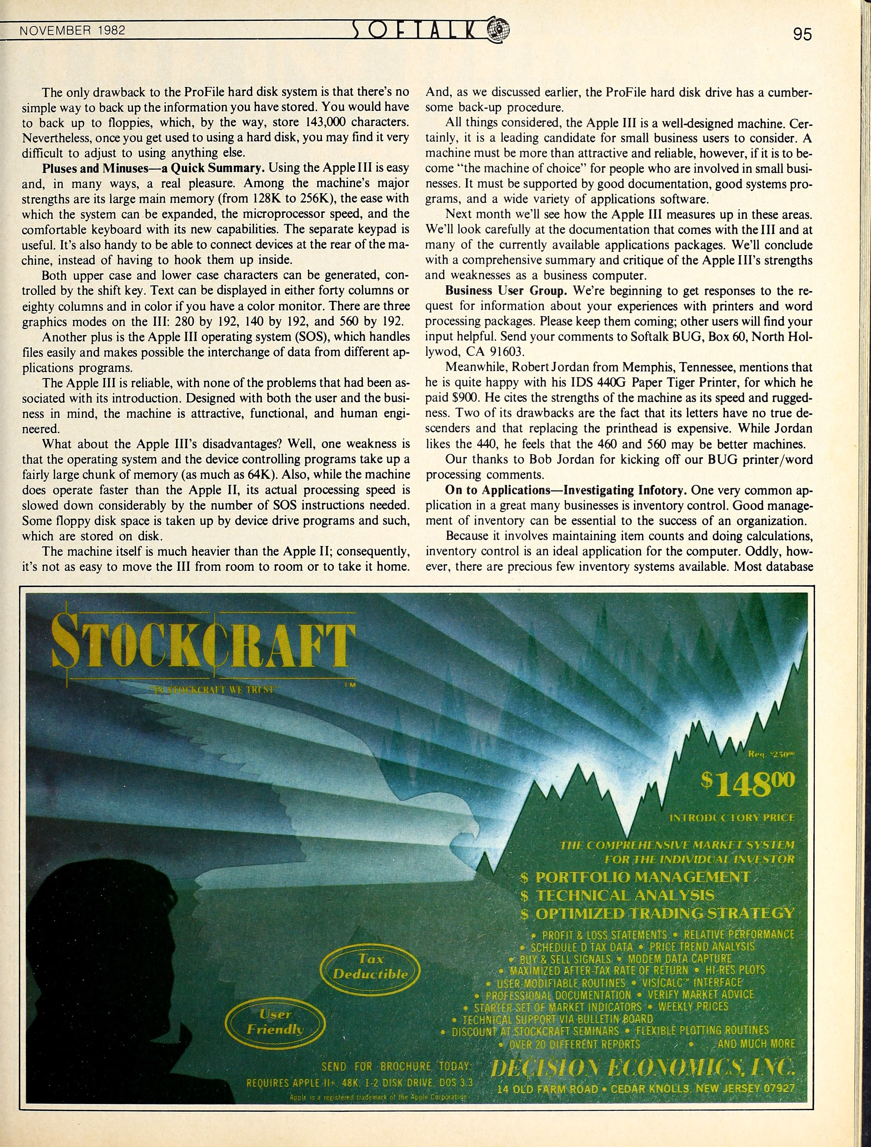 NOVEMBER 1982
SOFTALK
95
The only drawback to the ProFile hard disk system is that there's no
simple way to back up the information you have stored. You would have
to back up to floppies, which, by the way, store 143,000 characters.
Nevertheless, once you get used to using a hard disk, you may find it very
difficult to adjust to using anything else.
Pluses and Minuses—a Quick Summary. Using the Apple III is easy
and, in many ways, a real pleasure. Among the machine's major
strengths are its large main memory (from 128K to 256K), the ease with
which the system can be expanded, the microprocessor speed, and the
comfortable keyboard with its new capabilities. The separate keypad is
useful. It's also handy to be able to connect devices at the rear of the ma-
chine, instead of having to hook them up inside.
Both upper case and lower case characters can be generated, con-
trolled by the shift key. Text can be displayed in either forty columns or
eighty columns and in color if you have a color monitor. There are three
graphics modes on the III: 280 by 192, 140 by 192, and 560 by 192.
Another plus is the Apple III operating system (SOS), which handles
files easily and makes possible the interchange of data from different ap-
plications programs.
The Apple III is reliable, with none of the problems that had been as-
sociated with its introduction. Designed with both the user and the busi-
ness in mind, the machine is attractive, functional, and human engi-
neered.
What about the Apple III's disadvantages? Well, one weakness is
that the operating system and the device controlling programs take up a
fairly large chunk of memory (as much as 64K). Also, while the machine
does operate faster than the Apple II, its actual processing speed is
slowed down considerably by the number of SOS instructions needed.
Some floppy disk space is taken up by device drive programs and such,
which are stored on disk.
The machine itself is much heavier than the Apple II; consequently,
it's not as easy to move the III from room to room or to take it home.
And, as we discussed earlier, the ProFile hard disk drive has a cumber-
some back-up procedure.
All things considered, the Apple III is a well-designed machine. Cer-
tainly, it is a leading candidate for small business users to consider. A
machine must be more than attractive and reliable, however, if it is to be-
come "the machine of choice" for people who are involved in small busi-
nesses. It must be supported by good documentation, good systems pro-
grams, and a wide variety of applications software.
Next month we'll see how the Apple III measures up in these areas.
We'll look carefully at the documentation that comes with the III and at
many of the currently available applications packages. We'll conclude
with a comprehensive summary and critique of the Apple III's strengths
and weaknesses as a business computer.
Business User Group. We're beginning to get responses to the re-
quest for information about your experiences with printers and word
processing packages. Please keep them coming; other users will find your
input helpful. Send your comments to Softalk BUG, Box 60, North Hol-
lywod, CA 91603.
Meanwhile, Robert Jordan from Memphis, Tennessee, mentions that
he is quite happy with his IDS 440G Paper Tiger Printer, for which he
paid $900. He cites the strengths of the machine as its speed and rugged-
ness. Two of its drawbacks are the fact that its letters have no true de-
scenders and that replacing the printhead is expensive. While Jordan
likes the 440, he feels that the 460 and 560 may be better machines.
Our thanks to Bob Jordan for kicking off our BUG printer/word
processing comments.
On to Applications—Investigating Infotory. One very common ap-
plication in a great many businesses is inventory control. Good manage-
ment of inventory can be essential to the success of an organization.
Because it involves maintaining item counts and doing calculations,
inventory control is an ideal application for the computer. Oddly, how-
ever, there are precious few inventory systems available. Most database
STOCKCRAFT
TM
"IN STOCKCRAFT WE TRUST"
Reg. $250⁰⁰
$148⁰⁰
INTRODUCTORY PRICE
THE COMPREHENSIVE MARKET SYSTEM
FOR THE INDIVIDUAL INVESTOR
$ PORTFOLIO MANAGEMENT
$ TECHNICAL ANALYSIS
$ OPTIMIZED TRADING STRATEGY
• PROFIT & LOSS STATEMENTS • RELATIVE PERFORMANCE
• SCHEDULE D TAX DATA • PRICE TREND ANALYSIS
• BUY & SELL SIGNALS • MODEM DATA CAPTURE
• MAXIMIZED AFTER-TAX RATE OF RETURN • HI-RES PLOTS
• USER-MODIFIABLE ROUTINES • VISICALC™ INTERFACE
• PROFESSIONAL DOCUMENTATION • VERIFY MARKET ADVICE
• STARTER SET OF MARKET INDICATORS • WEEKLY PRICES
• TECHNICAL SUPPORT VIA BULLETIN BOARD
• DISCOUNT AT STOCKCRAFT SEMINARS • FLEXIBLE PLOTTING ROUTINES
• OVER 20 DIFFERENT REPORTS • AND MUCH MORE
Tax
Deductible
User
Friendly
SEND FOR BROCHURE TODAY:
REQUIRES APPLE II+, 48K, 1-2 DISK DRIVE, DOS 3.3
Apple is a registered trademark of the Apple Corporation
DECISION ECONOMICS, INC.
14 OLD FARM ROAD • CEDAR KNOLLS, NEW JERSEY 07927